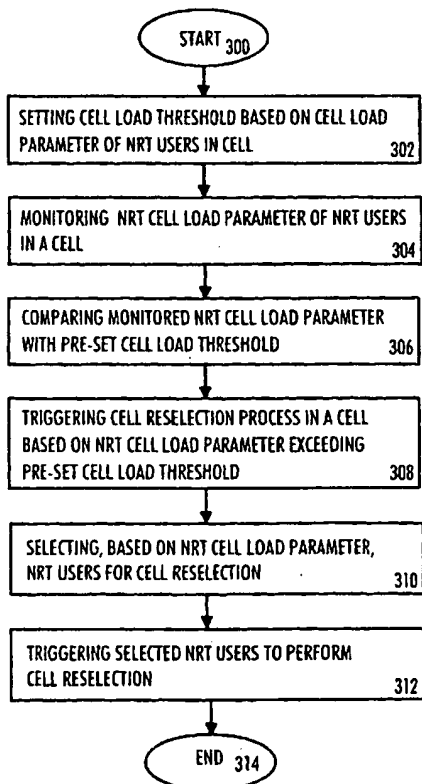 START 300
SETTING CELL LOAD THRESHOLD BASED ON CELL LOAD
PARAMETER OF NRT USERS IN CELL
302
MONITORING NRT CELL LOAD PARAMETER OF NRT USERS
IN A CELL
304
COMPARING MONITORED NRT CELL LOAD PARAMETER
WITH PRE-SET CELL LOAD THRESHOLD
306
TRIGGERING CELL RESELECTION PROCESS IN A CELL
BASED ON NRT CELL LOAD PARAMETER EXCEEDING
PRE-SET CELL LOAD THRESHOLD
308
SELECTING, BASED ON NRT CELL LOAD PARAMETER,
NRT USERS FOR CELL RESELECTION
310
TRIGGERING SELECTED NRT USERS TO PERFORM
CELL RESELECTION
312
END 314